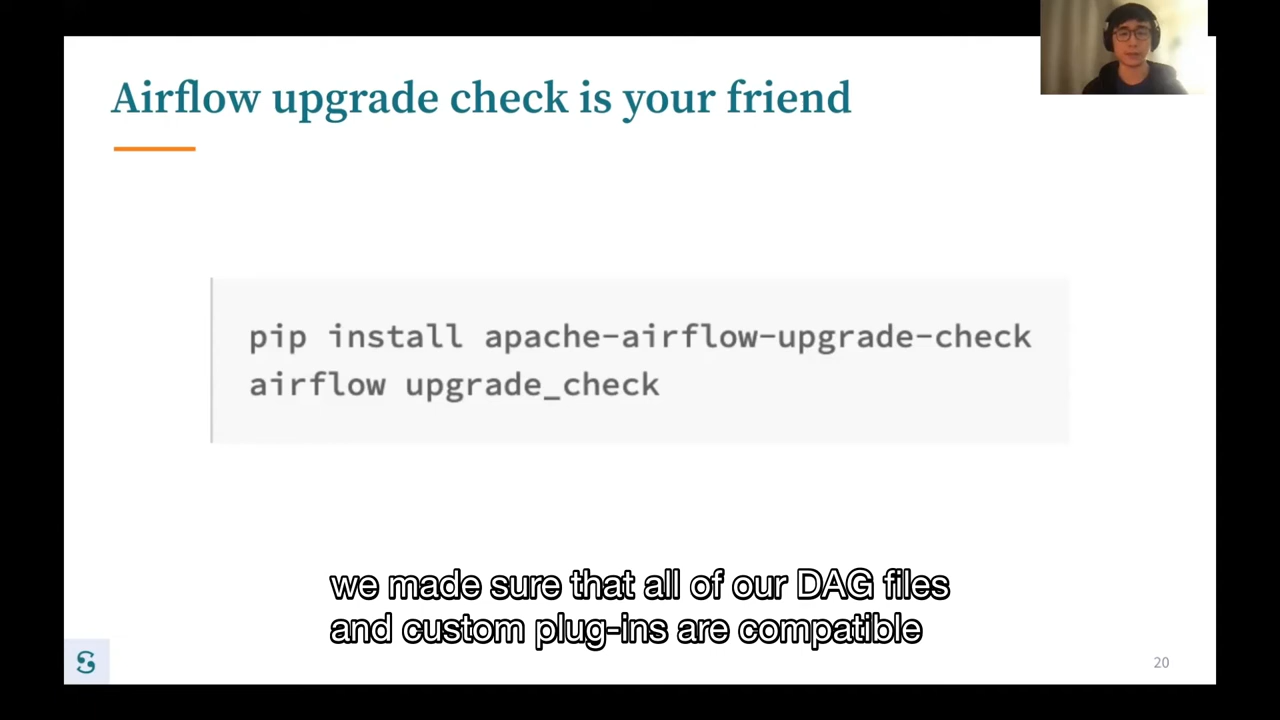 Airflow upgrade check is your friend
pip install apache-airflow-upgrade-check
airflow upgrade_check
we made sure that all of our DAG files
and custom plug-ins are compatible
20